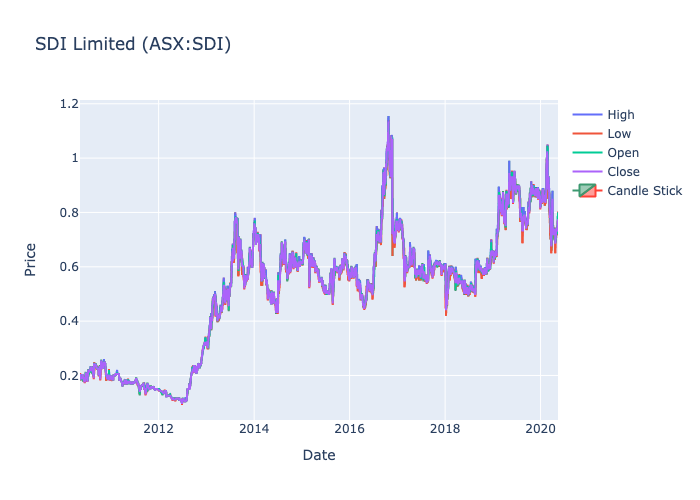 SDI Limited (ASX:SDI)
1.2
1
0.8
0.6
0.4
0.2
Price
2012 2014 2016 2018 2020
Date
High
Low
Open
Close
Candle Stick